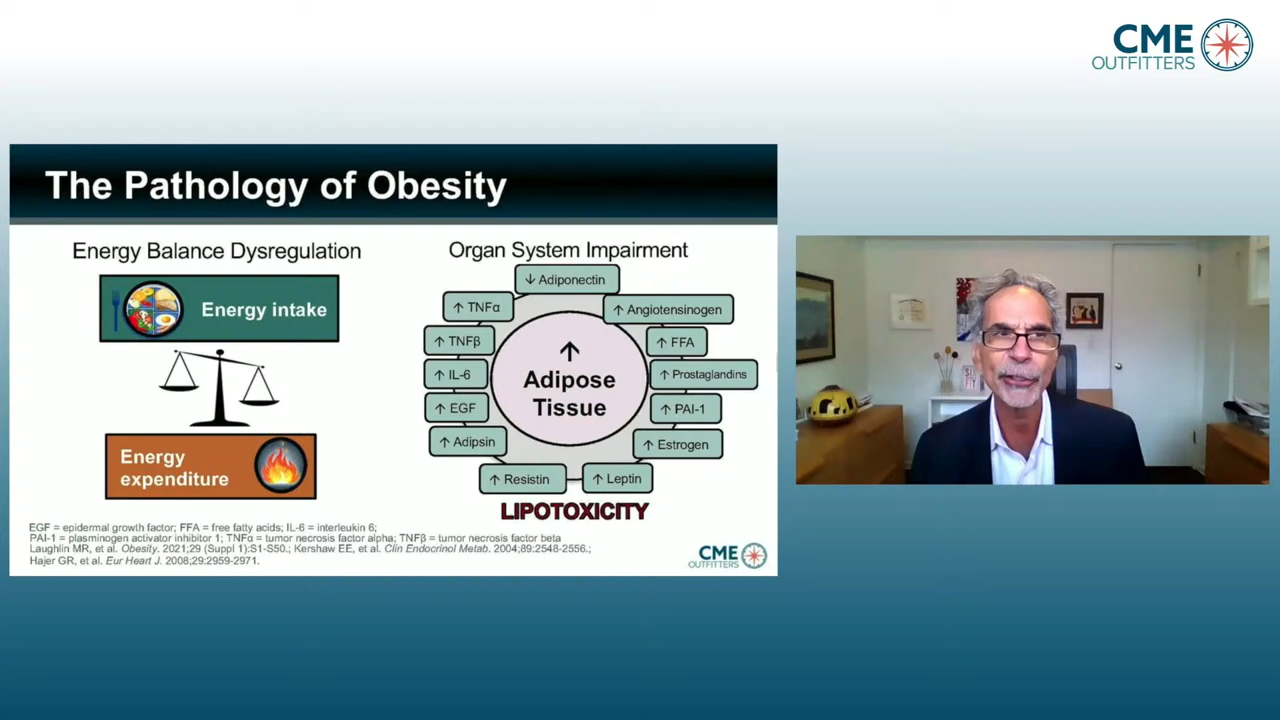 CME
OUTFITTERS
The Pathology of Obesity
Energy Balance Dysregulation
Energy intake
Energy
expenditure
Organ System Impairment
↓ Adiponectin
↑ TNFα
↑ Angiotensinogen
↑ TNFβ
↑ FFA
↑ IL-6
↑ Prostaglandins
↑ EGF
↑ PAI-1
↑ Adipsin
↑ Estrogen
↑ Resistin
↑ Leptin
↑
Adipose
Tissue
LIPOTOXICITY
EGF = epidermal growth factor; FFA = free fatty acids; IL-6 = interleukin 6;
PAI-1 = plasminogen activator inhibitor 1; TNFα = tumor necrosis factor alpha; TNFβ = tumor necrosis factor beta
Laughlin MR, et al. Obesity. 2021;29 (Suppl 1):S1-S50.; Kershaw EE, et al. Clin Endocrinol Metab. 2004;89:2548-2556.;
Hajer GR, et al. Eur Heart J. 2008;29:2959-2971.
CME
OUTFITTERS